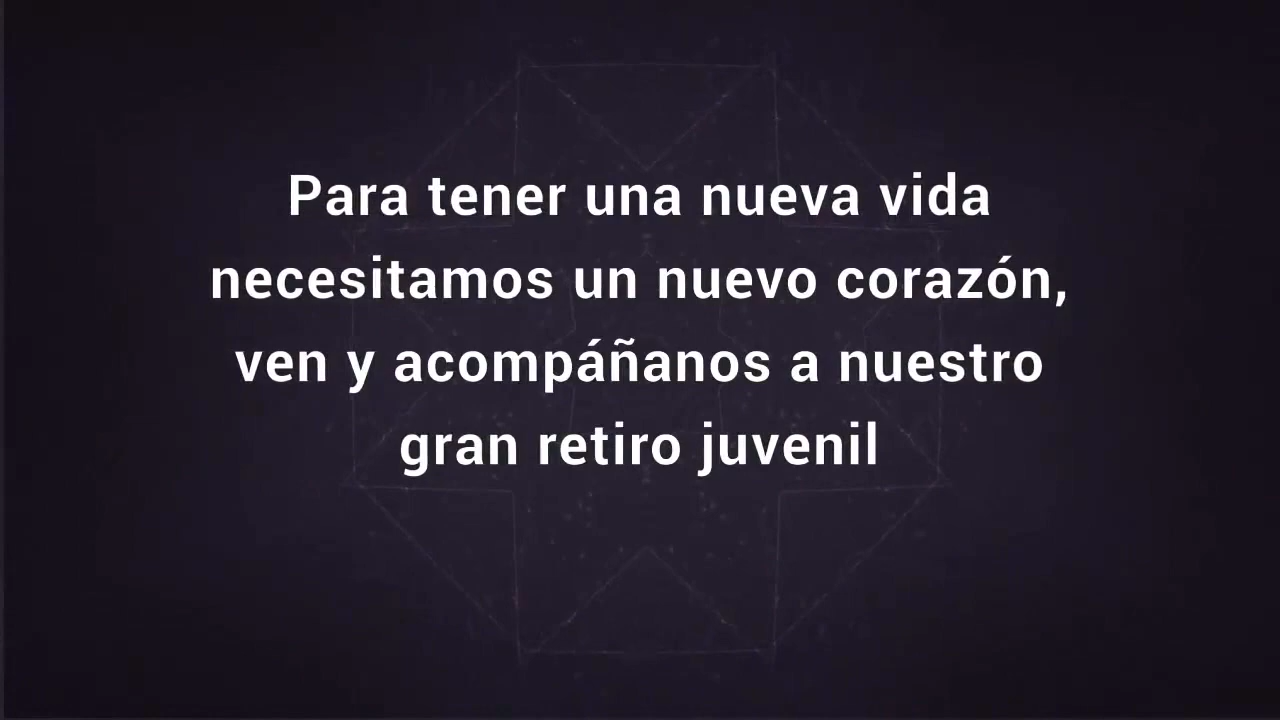 Para tener una nueva vida
necesitamos un nuevo corazón,
ven y acompáñanos a nuestro
gran retiro juvenil